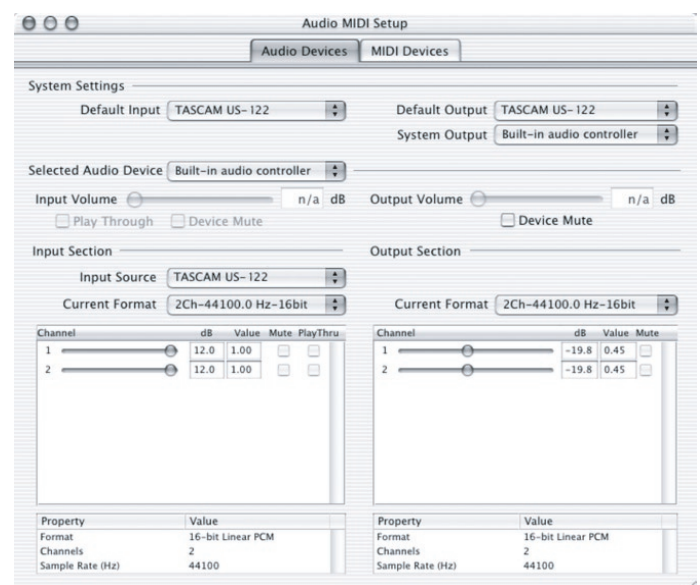 Audio MIDI Setup
Audio Devices MIDI Devices
System Settings
Default Input TASCAM US-122 Default Output TASCAM US-122
System Output Built-in audio controller
Selected Audio Device Built-in audio controller
Input Volume n/a dB Output Volume n/a dB
Play Through Device Mute Device Mute
Input Section Output Section
Input Source TASCAM US-122
Current Format 2Ch-44100.0 Hz-16bit Current Format 2Ch-44100.0 Hz-16bit
Channel dB Value Mute PlayThru Channel dB Value Mute
1 12.0 1.00 1 -19.8 0.45
2 12.0 1.00 2 -19.8 0.45
Property Value Property Value
Format 16-bit Linear PCM Format 16-bit Linear PCM
Channels 2 Channels 2
Sample Rate (Hz) 44100 Sample Rate (Hz) 44100